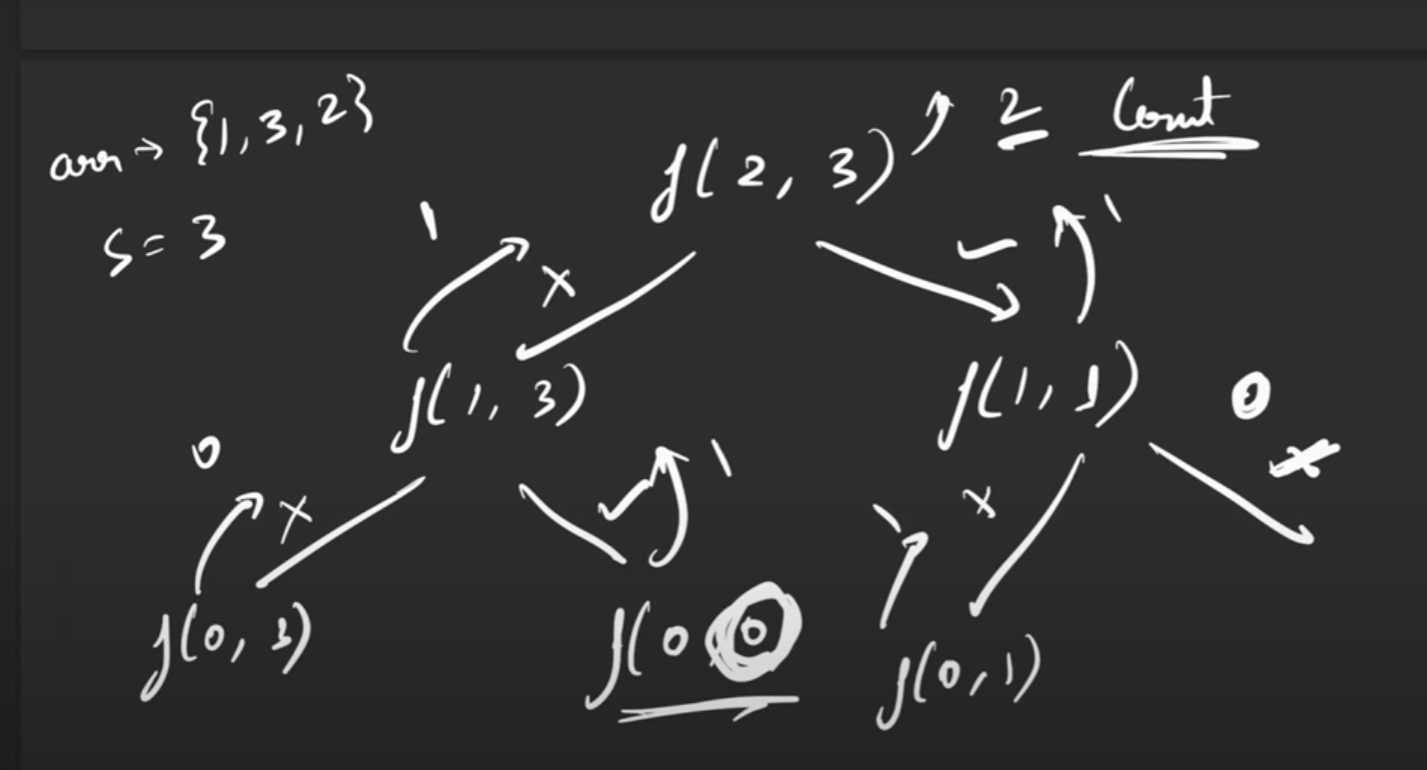 arr → {1, 3, 2}
S = 3
f(2, 3) 2 Count
1 x ✓ 1
f(1, 3) f(1, 1) 0
0 x ✓ 1 1 x x
f(0, 3) f(0 0 f(0, 1)